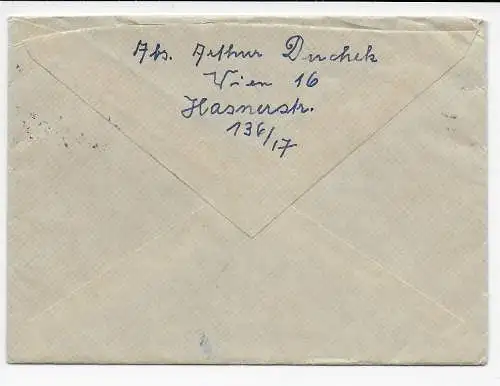 Abs. Arthur Duchek
Wien 16
Hasnerstr.
136/17